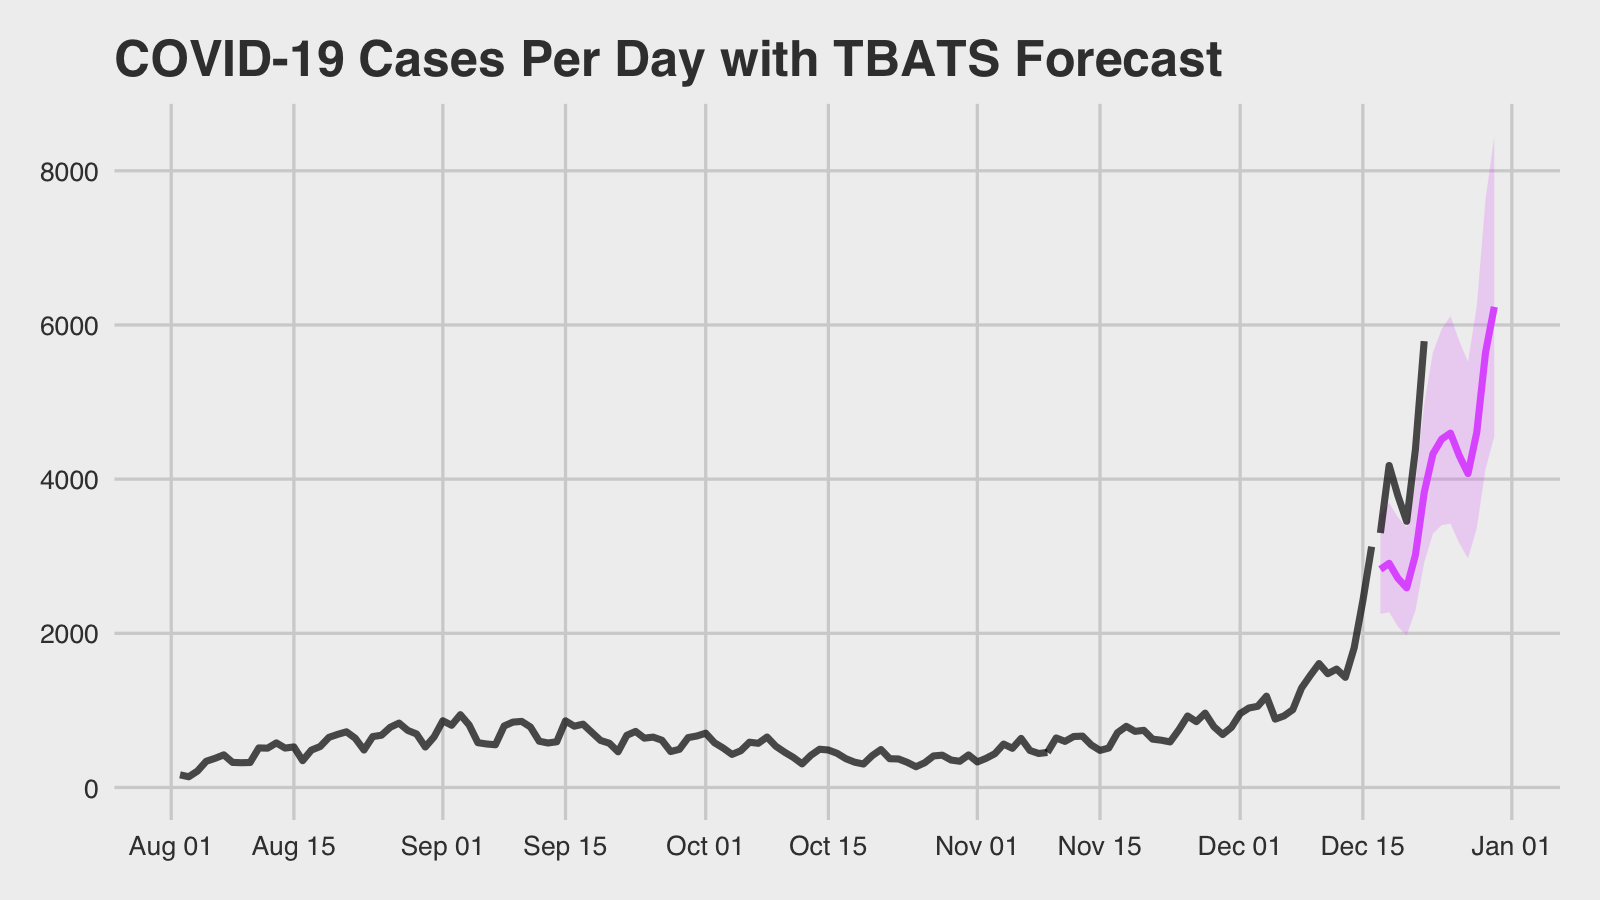 COVID-19 Cases Per Day with TBATS Forecast
8000
6000
4000
2000
0
Aug 01 Aug 15 Sep 01 Sep 15 Oct 01 Oct 15 Nov 01 Nov 15 Dec 01 Dec 15 Jan 01